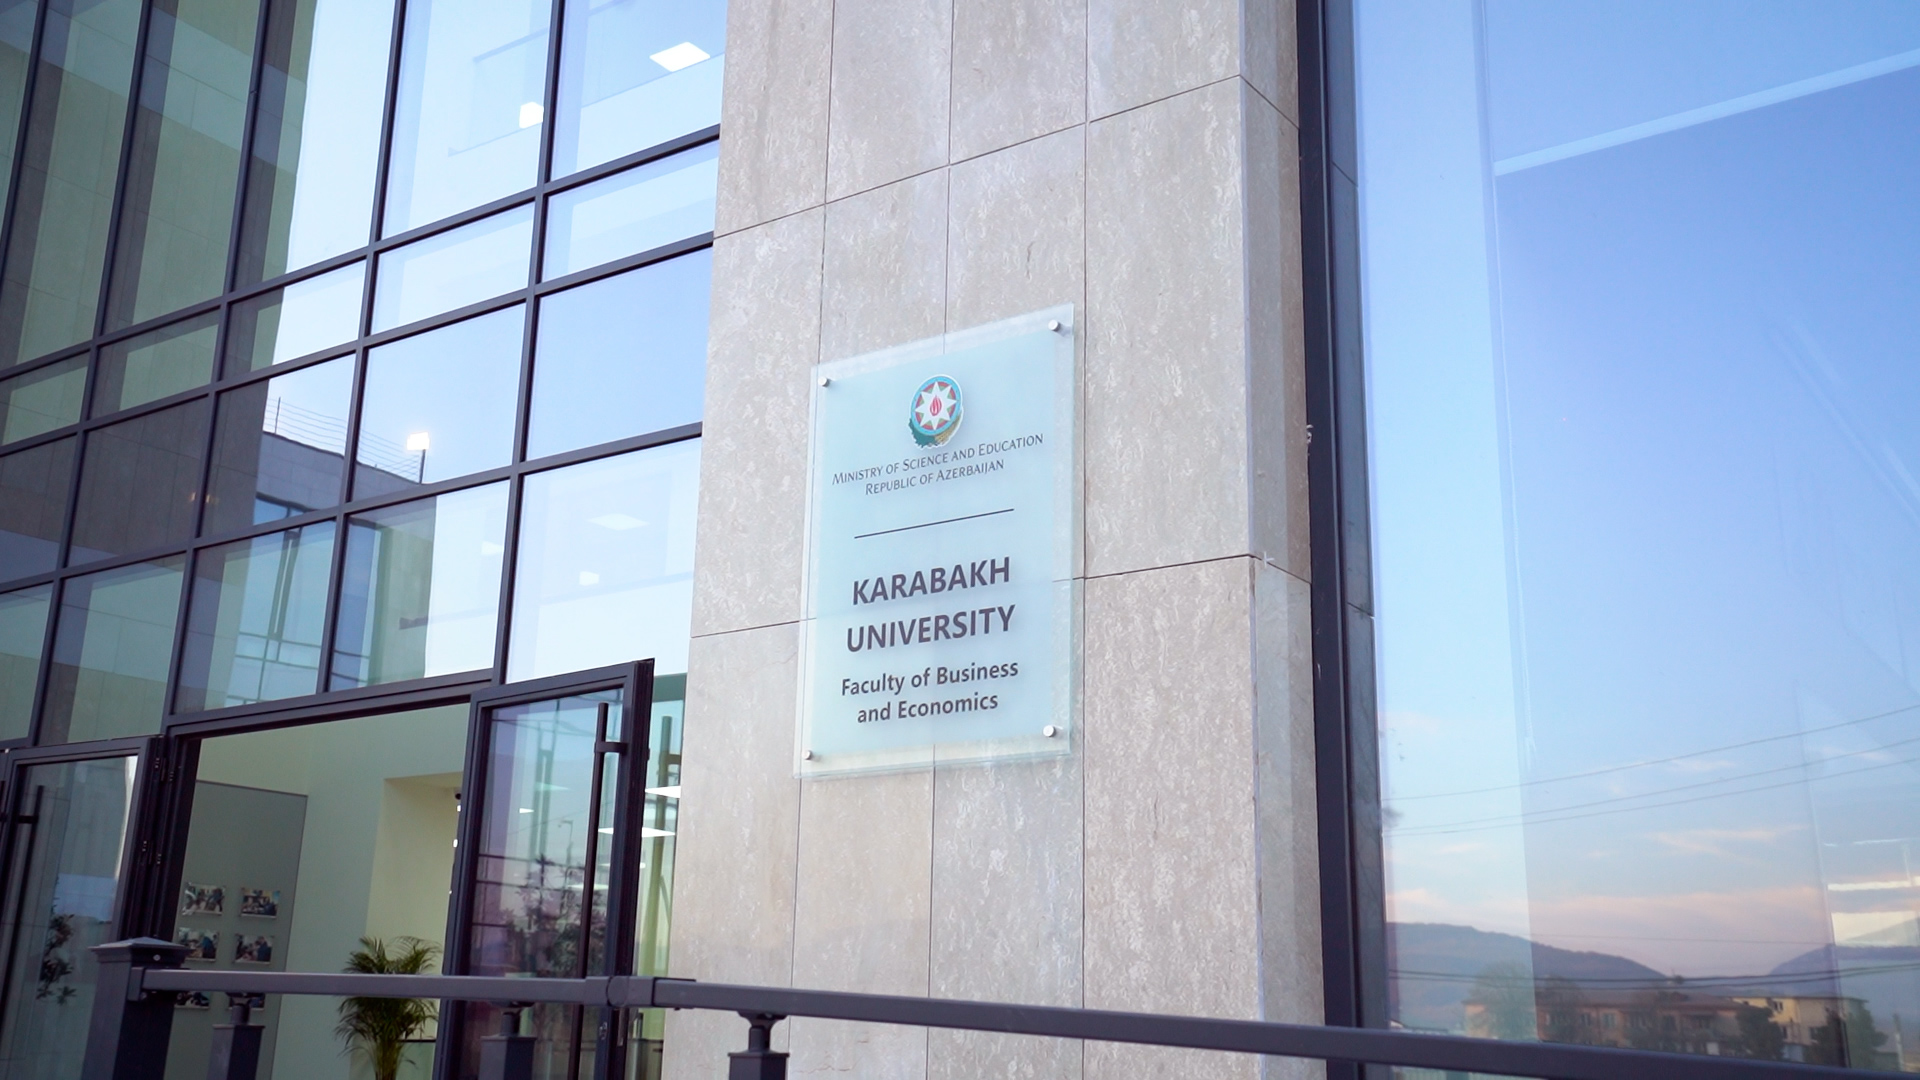 MINISTRY OF SCIENCE AND EDUCATION
REPUBLIC OF AZERBAIJAN
KARABAKH
UNIVERSITY
Faculty of Business
and Economics